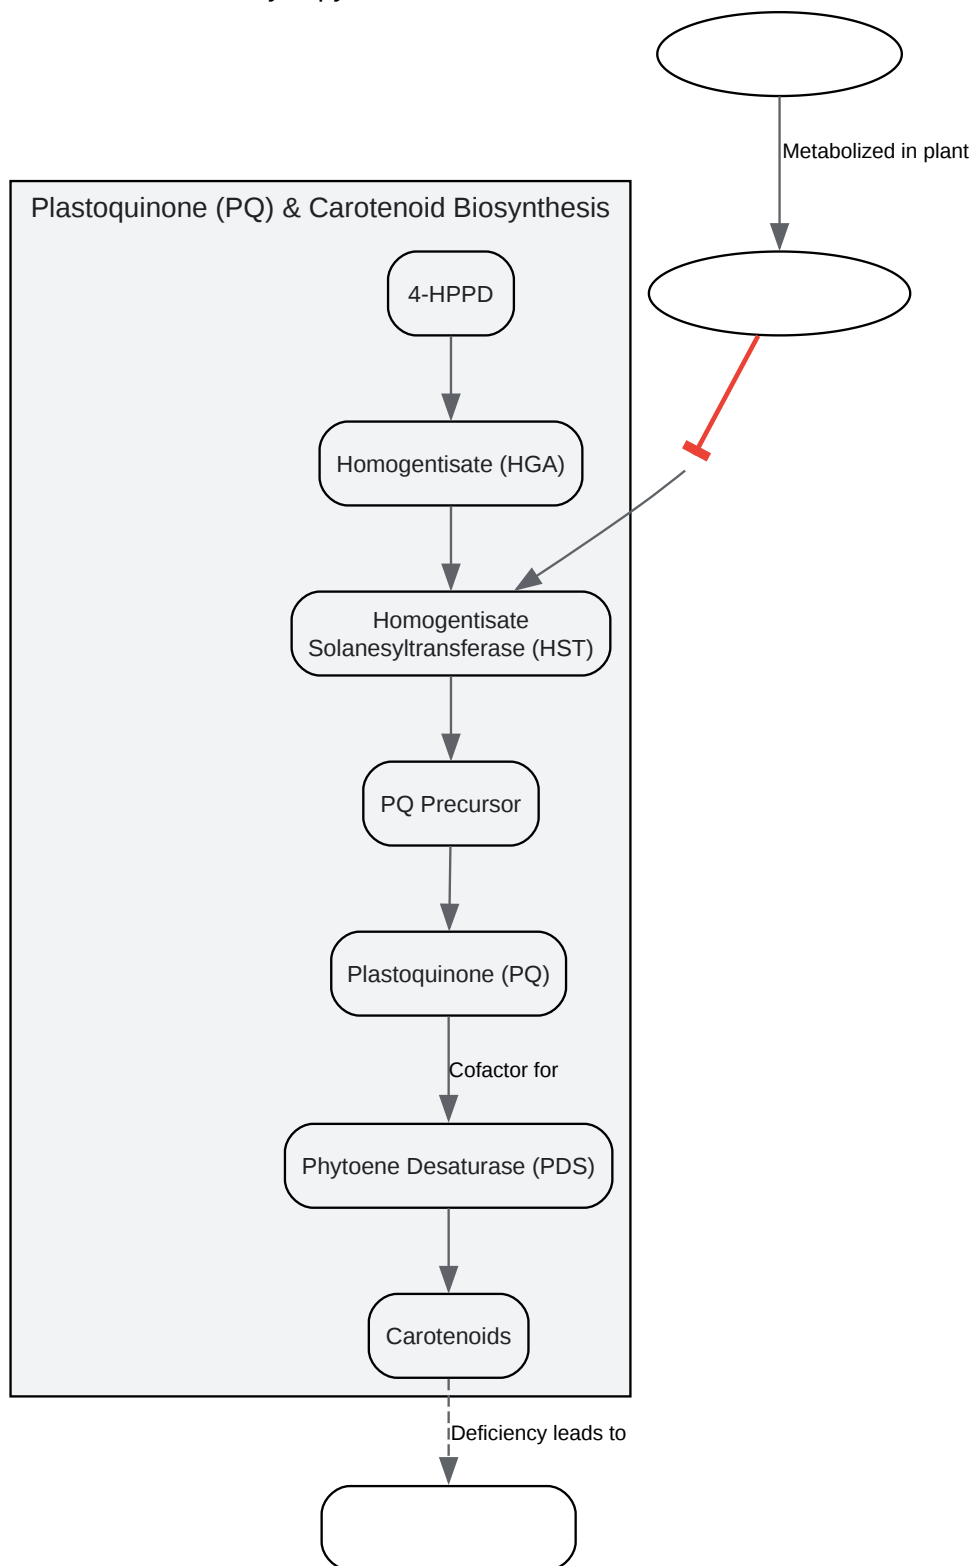 Metabolized in plant
Plastoquinone (PQ) & Carotenoid Biosynthesis
4-HPPD
Homogentisate (HGA)
Homogentisate
Solanesyltransferase (HST)
PQ Precursor
Plastoquinone (PQ)
Cofactor for
Phytoene Desaturase (PDS)
Carotenoids
Deficiency leads to